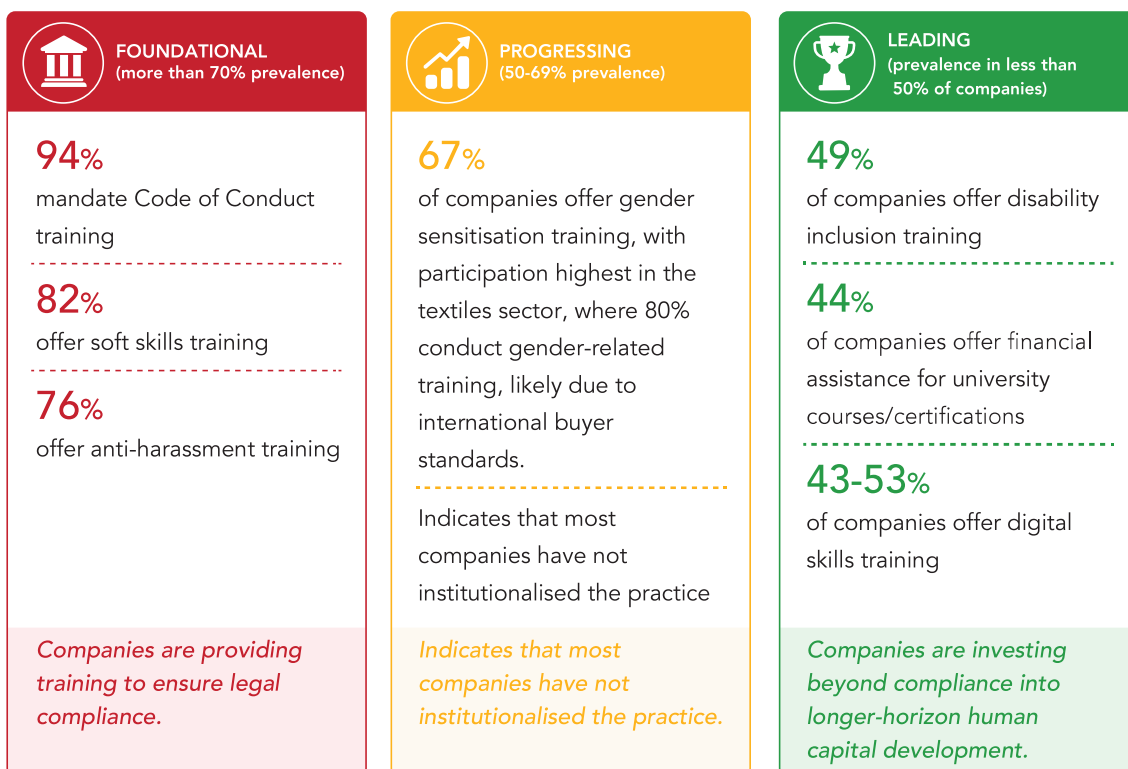 FOUNDATIONAL
(more than 70% prevalence)
94%
mandate Code of Conduct
training
82%
offer soft skills training
76%
offer anti-harassment training
Companies are providing
training to ensure legal
compliance.
PROGRESSING
(50-69% prevalence)
67%
of companies offer gender
sensitisation training, with
participation highest in the
textiles sector, where 80%
conduct gender-related
training, likely due to
international buyer
standards.
Indicates that most
companies have not
institutionalised the practice
Indicates that most
companies have not
institutionalised the practice.
LEADING
(prevalence in less than
50% of companies)
49%
of companies offer disability
inclusion training
44%
of companies offer financial
assistance for university
courses/certifications
43-53%
of companies offer digital
skills training
Companies are investing
beyond compliance into
longer-horizon human
capital development.